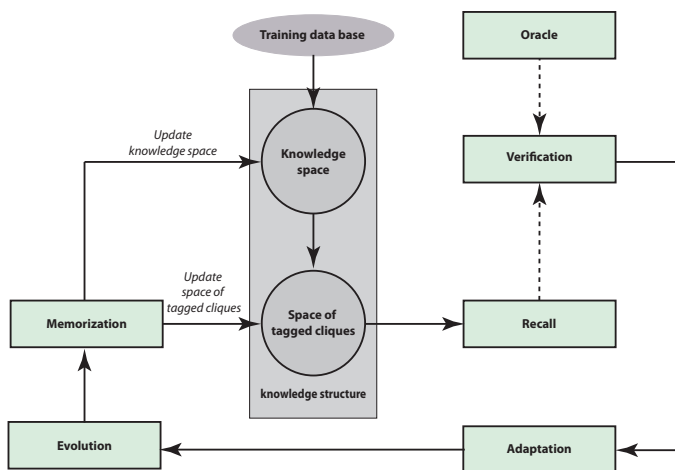 Training data base
Oracle
Update
knowledge space
Knowledge
space
Verification
Update
space of
tagged cliques
Memorization
Space of
tagged cliques
Recall
knowledge structure
Evolution
Adaptation